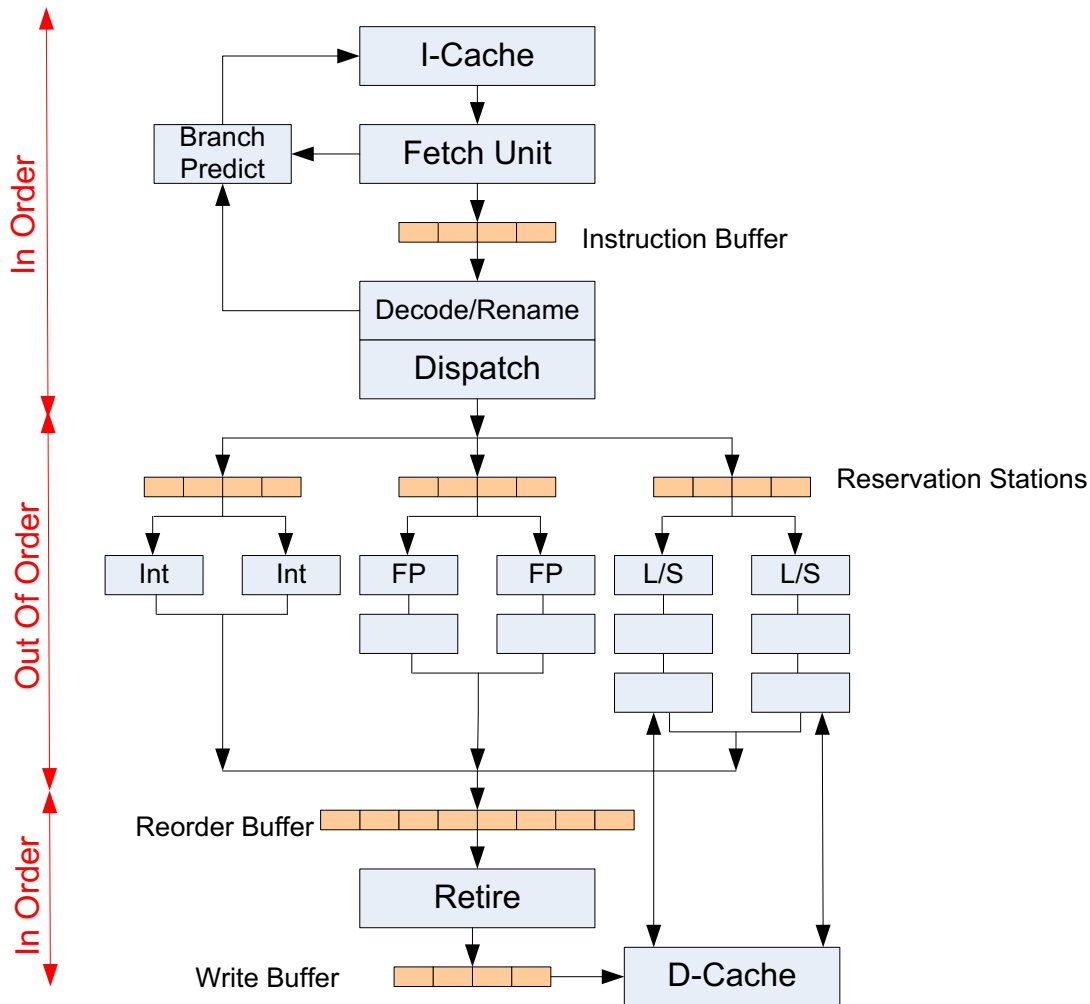 I-Cache
Branch
Predict
Fetch Unit
In Order
Instruction Buffer
Decode/Rename
Dispatch
Reservation Stations
Out Of Order
Int
Int
FP
FP
L/S
L/S
Reorder Buffer
In Order
Retire
Write Buffer
D-Cache